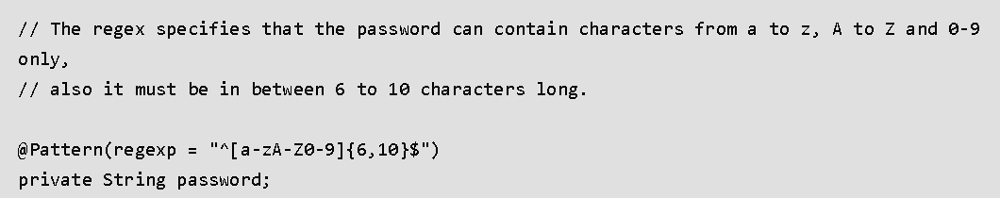 // The regex specifies that the password can contain characters from a to z, A to Z and 0-9
only,
// also it must be in between 6 to 10 characters long.
@Pattern(regexp = "^[a-zA-Z0-9]{6,10}$")
private String password;